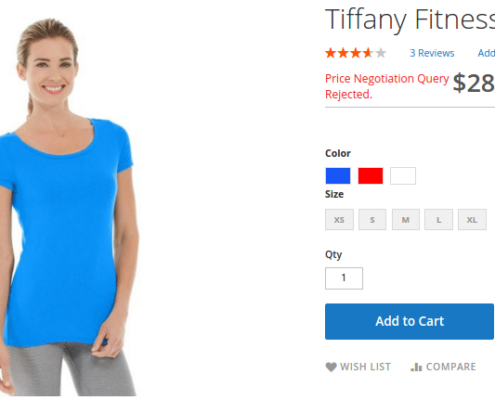 Tiffany Fitness
3 Reviews Add
Price Negotiation Query $28
Rejected.
Color
Size
XS S M L XL
Qty
1
Add to Cart
WISH LIST COMPARE